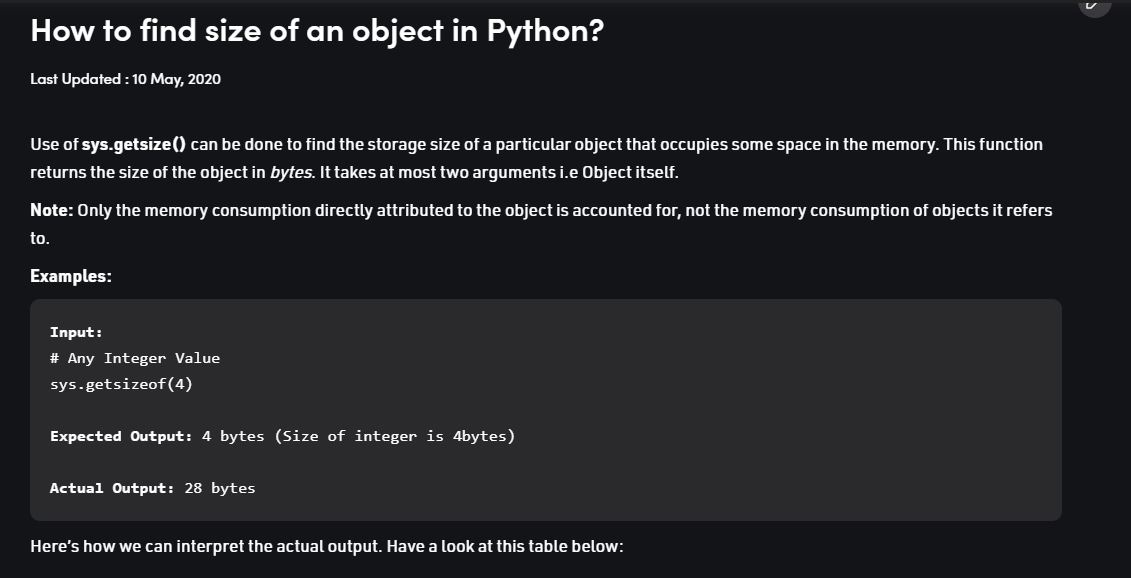 How to find size of an object in Python?
Last Updated : 10 May, 2020
Use of sys.getsize() can be done to find the storage size of a particular object that occupies some space in the memory. This function
returns the size of the object in bytes. It takes at most two arguments i.e Object itself.
Note: Only the memory consumption directly attributed to the object is accounted for, not the memory consumption of objects it refers
to.
Examples:
Input:
# Any Integer Value
sys.getsizeof(4)
Expected Output: 4 bytes (Size of integer is 4bytes)
Actual Output: 28 bytes
Here’s how we can interpret the actual output. Have a look at this table below: